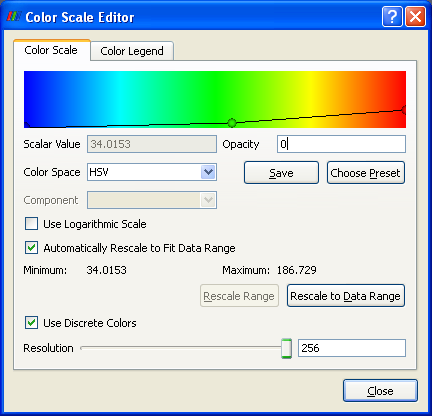 Color Scale Editor
Color Scale Color Legend
Scalar Value 34.0153 Opacity 0
Color Space HSV Save Choose Preset
Component
Use Logarithmic Scale
Automatically Rescale to Fit Data Range
Minimum: 34.0153 Maximum: 186.729
Rescale Range Rescale to Data Range
Use Discrete Colors
Resolution 256
Close